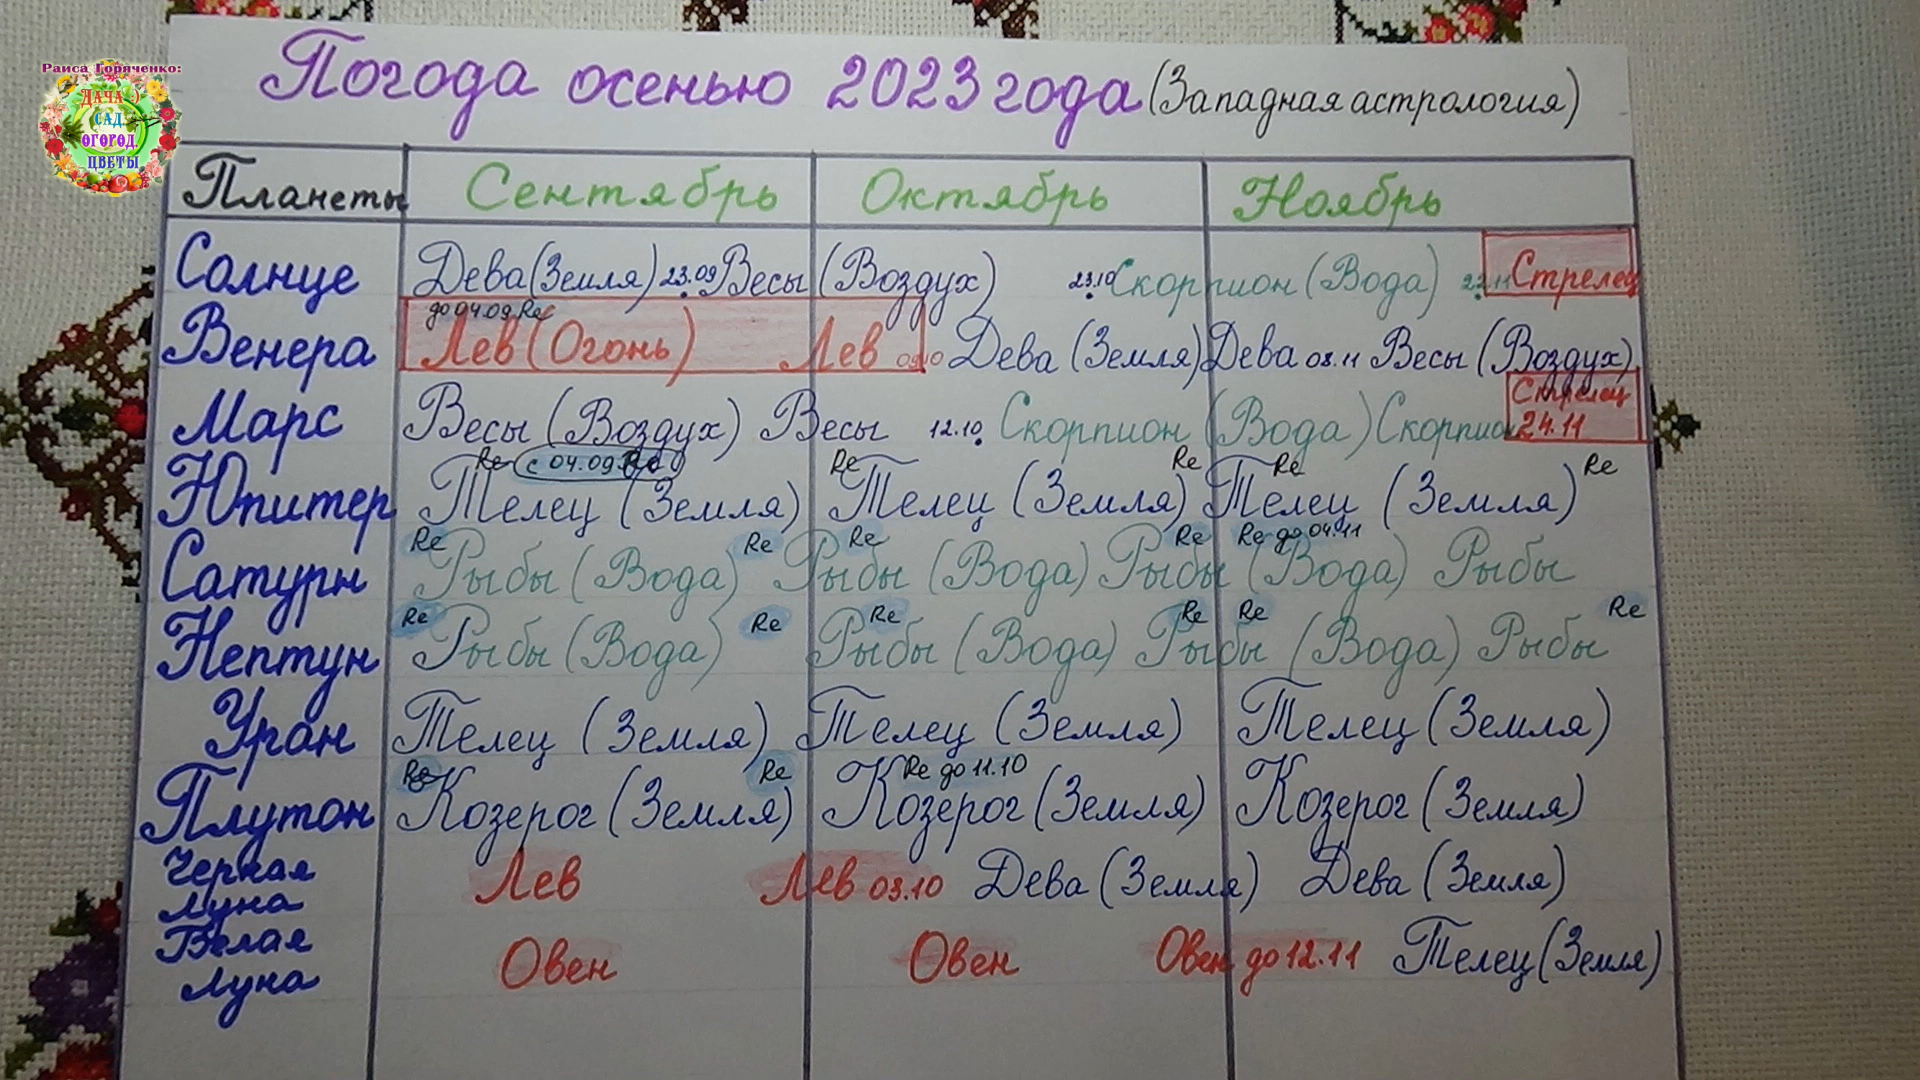 Раиса Горяченко:
Дача :)
сад,
огород,
цветы
Погода осенью 2023 года (Западная астрология)
Планеты Сентябрь Октябрь Ноябрь
Солнце Дева (Земля) 23.09 Весы (Воздух) 23.10 Скорпион (Вода) 22.11 Стрелец
до 04.09 Re
Венера Лев (Огонь) Лев 09.10 Дева (Земля) Дева 08.11 Весы (Воздух)
Марс Весы (Воздух) Весы 12.10 Скорпион (Вода) Скорпион Стрелец
24.11
Re с 04.09 Re Re Re Re Re
Юпитер Телец (Земля) Телец (Земля) Телец (Земля)
Re Re Re Re Re до 04.11
Сатурн Рыбы (Вода) Рыбы (Вода) Рыбы (Вода) Рыбы
Re Re Re Re Re Re
Нептун Рыбы (Вода) Рыбы (Вода) Рыбы (Вода) Рыбы
Уран Телец (Земля) Телец (Земля) Телец (Земля)
Re Re Re до 11.10
Плутон Козерог (Земля) Козерог (Земля) Козерог (Земля)
Черная
Луна Лев Лев 03.10 Дева (Земля) Дева (Земля)
Белая
Луна Овен Овен Овен до 12.11 Телец (Земля)